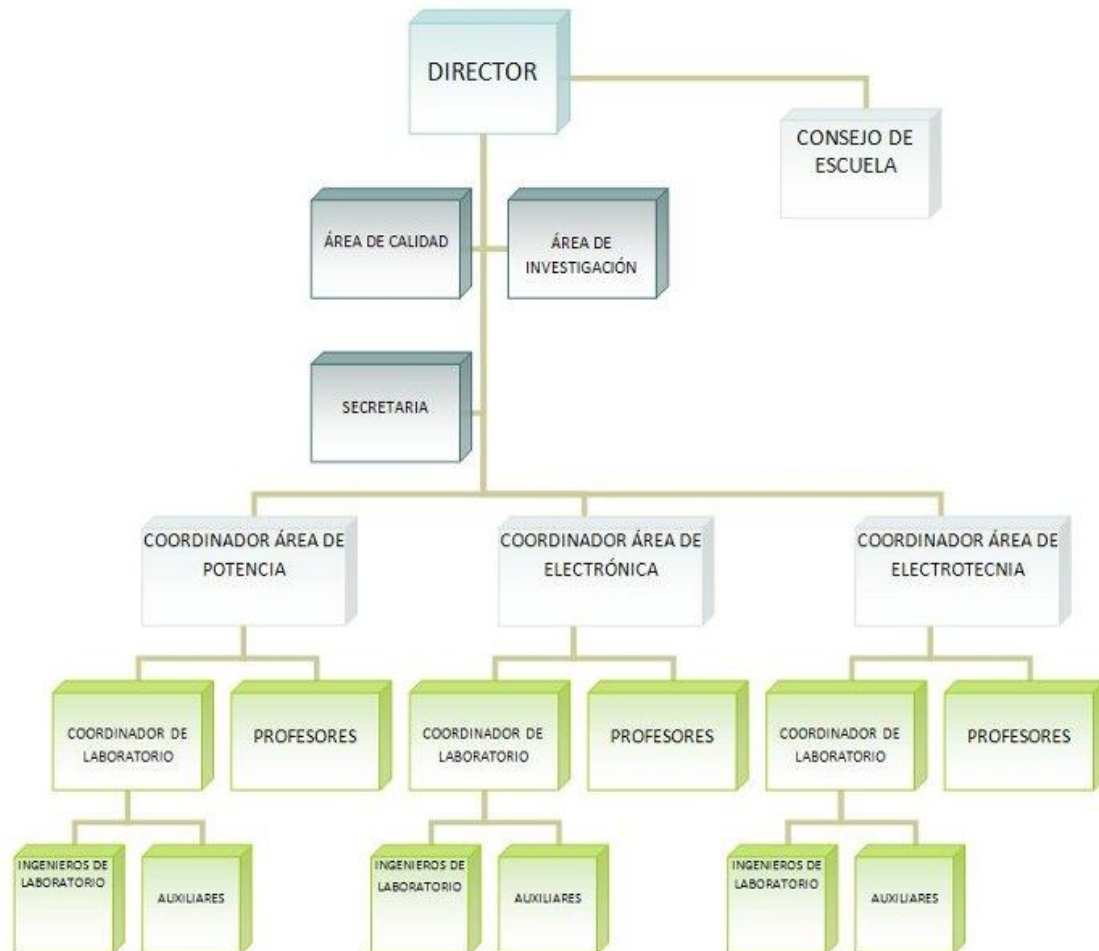 DIRECTOR
CONSEJO DE
ESCUELA
ÁREA DE CALIDAD
ÁREA DE
INVESTIGACIÓN
SECRETARIA
COORDINADOR ÁREA DE
POTENCIA
COORDINADOR ÁREA DE
ELECTRÓNICA
COORDINADOR ÁREA DE
ELECTROTECNIA
COORDINADOR DE
LABORATORIO
PROFESORES
COORDINADOR DE
LABORATORIO
PROFESORES
COORDINADOR DE
LABORATORIO
PROFESORES
INGENIEROS DE
LABORATORIO
AUXILIARES
INGENIEROS DE
LABORATORIO
AUXILIARES
INGENIEROS DE
LABORATORIO
AUXILIARES